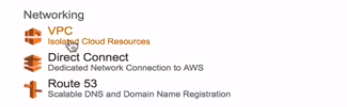 Networking
VPC
Isolated Cloud Resources
Direct Connect
Dedicated Network Connection to AWS
Route 53
Scalable DNS and Domain Name Registration